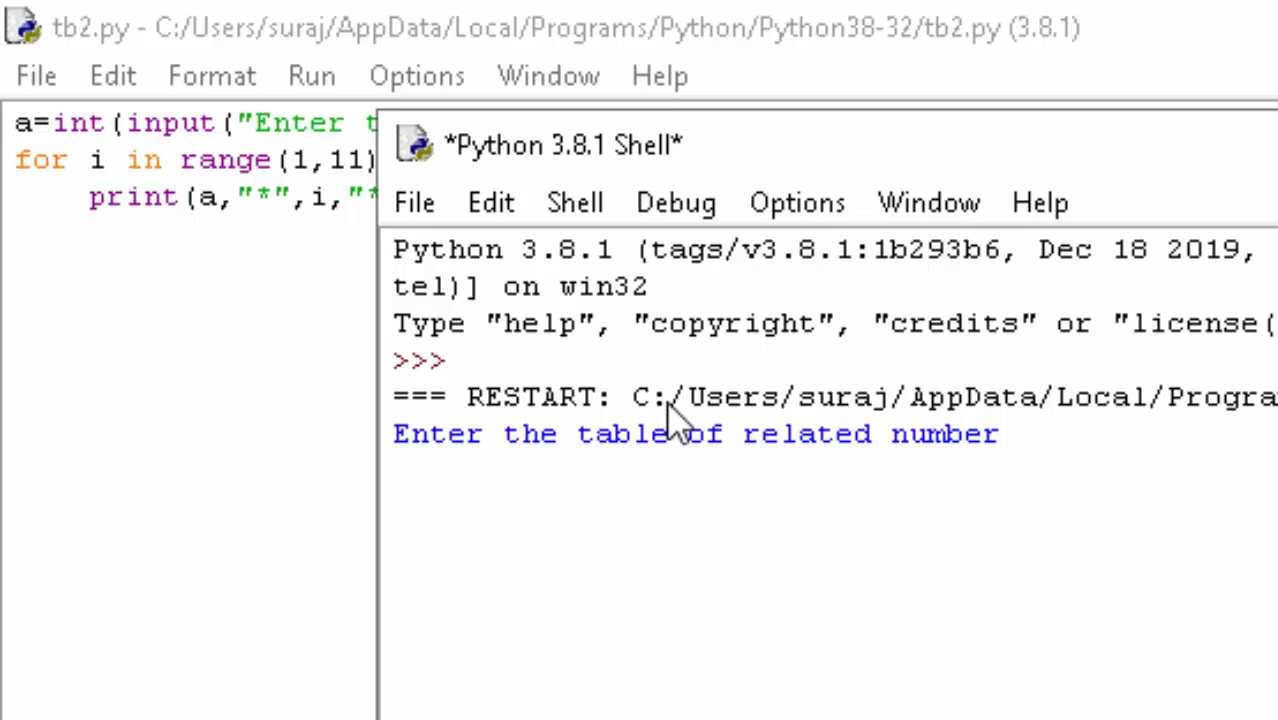 tb2.py - C:/Users/suraj/AppData/Local/Programs/Python/Python38-32/tb2.py (3.8.1)
File Edit Format Run Options Window Help
a=int(input("Enter t
for i in range(1,11)
print(a,"*",i,"
*Python 3.8.1 Shell*
File Edit Shell Debug Options Window Help
Python 3.8.1 (tags/v3.8.1:1b293b6, Dec 18 2019,
tel)] on win32
Type "help", "copyright", "credits" or "license(
>>>
=== RESTART: C:/Users/suraj/AppData/Local/Progra
Enter the table of related number